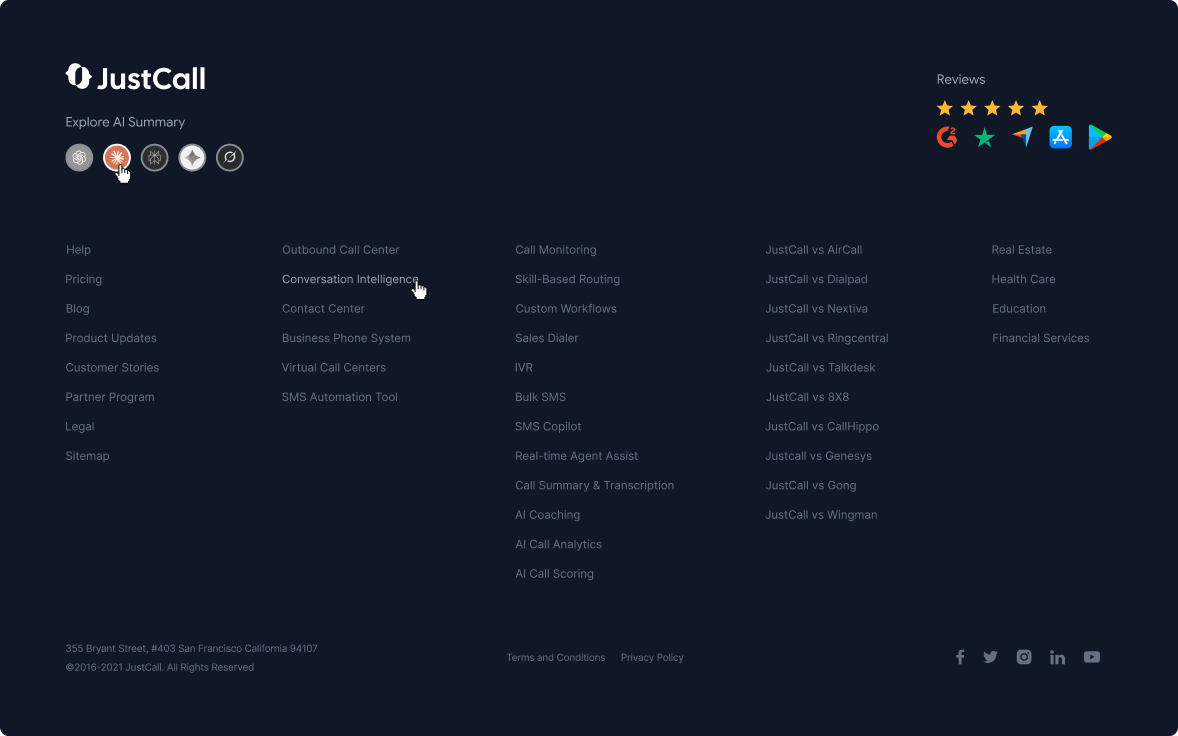 JustCall
Explore AI Summary
Reviews
Help
Pricing
Blog
Product Updates
Customer Stories
Partner Program
Legal
Sitemap
Outbound Call Center
Conversation Intelligence
Contact Center
Business Phone System
Virtual Call Centers
SMS Automation Tool
Call Monitoring
Skill-Based Routing
Custom Workflows
Sales Dialer
IVR
Bulk SMS
SMS Copilot
Real-time Agent Assist
Call Summary & Transcription
AI Coaching
AI Call Analytics
AI Call Scoring
JustCall vs AirCall
JustCall vs Dialpad
JustCall vs Nextiva
JustCall vs Ringcentral
JustCall vs Talkdesk
JustCall vs 8X8
JustCall vs CallHippo
Justcall vs Genesys
JustCall vs Gong
JustCall vs Wingman
Real Estate
Health Care
Education
Financial Services
355 Bryant Street, #403 San Francisco California 94107
©2016-2021 JustCall. All Rights Reserved
Terms and Conditions
Privacy Policy